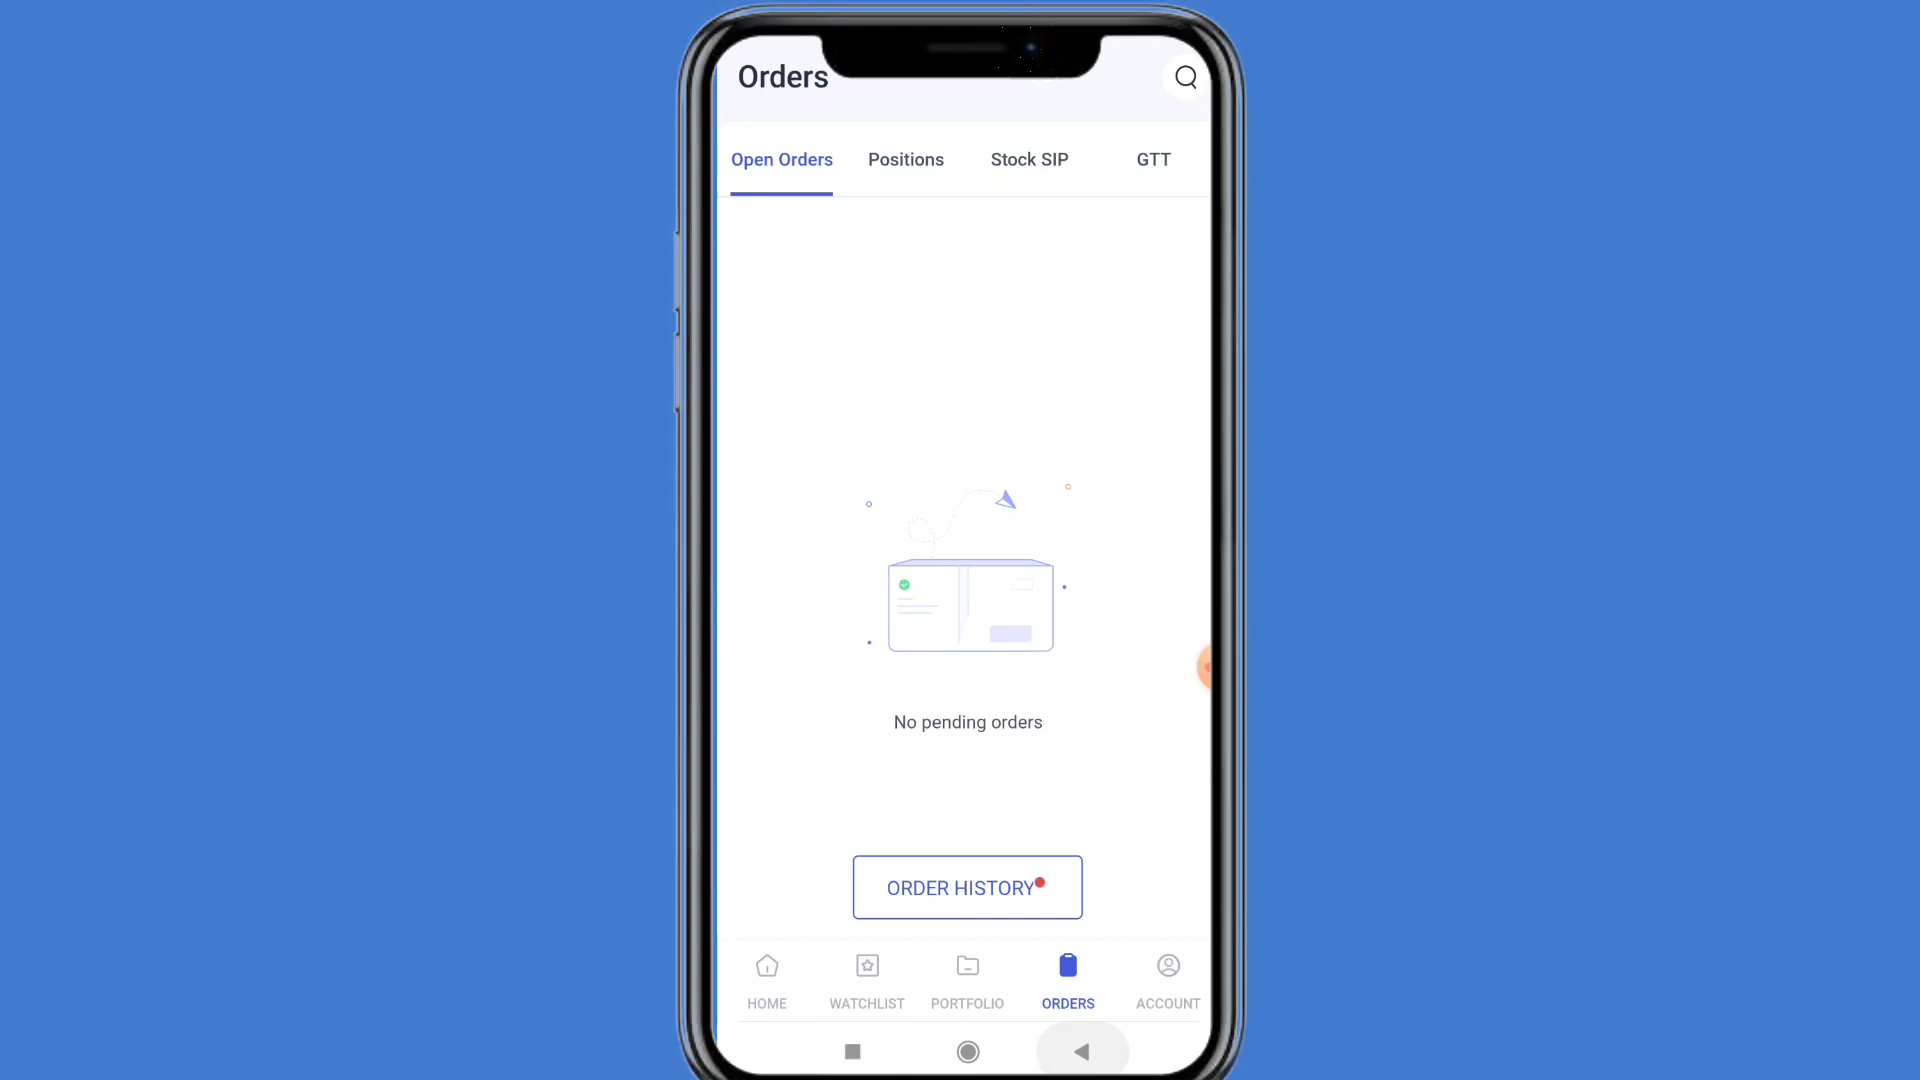 Orders
Open Orders Positions Stock SIP GTT
No pending orders
ORDER HISTORY
HOME WATCHLIST PORTFOLIO ORDERS ACCOUNT